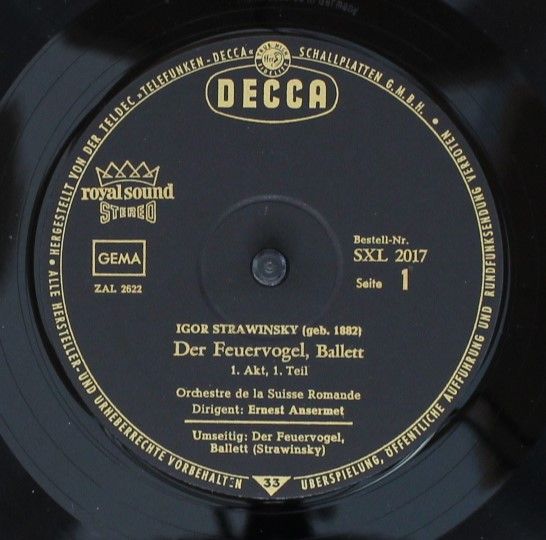 HERGESTELLT VON DER TELDEC »TELEFUNKEN-DECCA« SCHALLPLATTEN G.M.B.H.
DECCA
royal sound
STEREO
GEMA
ZAL 2622
Bestell-Nr.
SXL 2017
Seite 1
IGOR STRAWINSKY (geb. 1882)
Der Feuervogel, Ballett
1. Akt, 1. Teil
Orchestre de la Suisse Romande
Dirigent: Ernest Ansermet
Umseitig: Der Feuervogel,
Ballett (Strawinsky)
33
ALLE HERSTELLER-UND URHEBERRECHTE VORBEHALTEN
ÜBERSPIELUNG, ÖFFENTLICHE AUFFÜHRUNG UND RUNDFUNKSENDUNG VERBOTEN